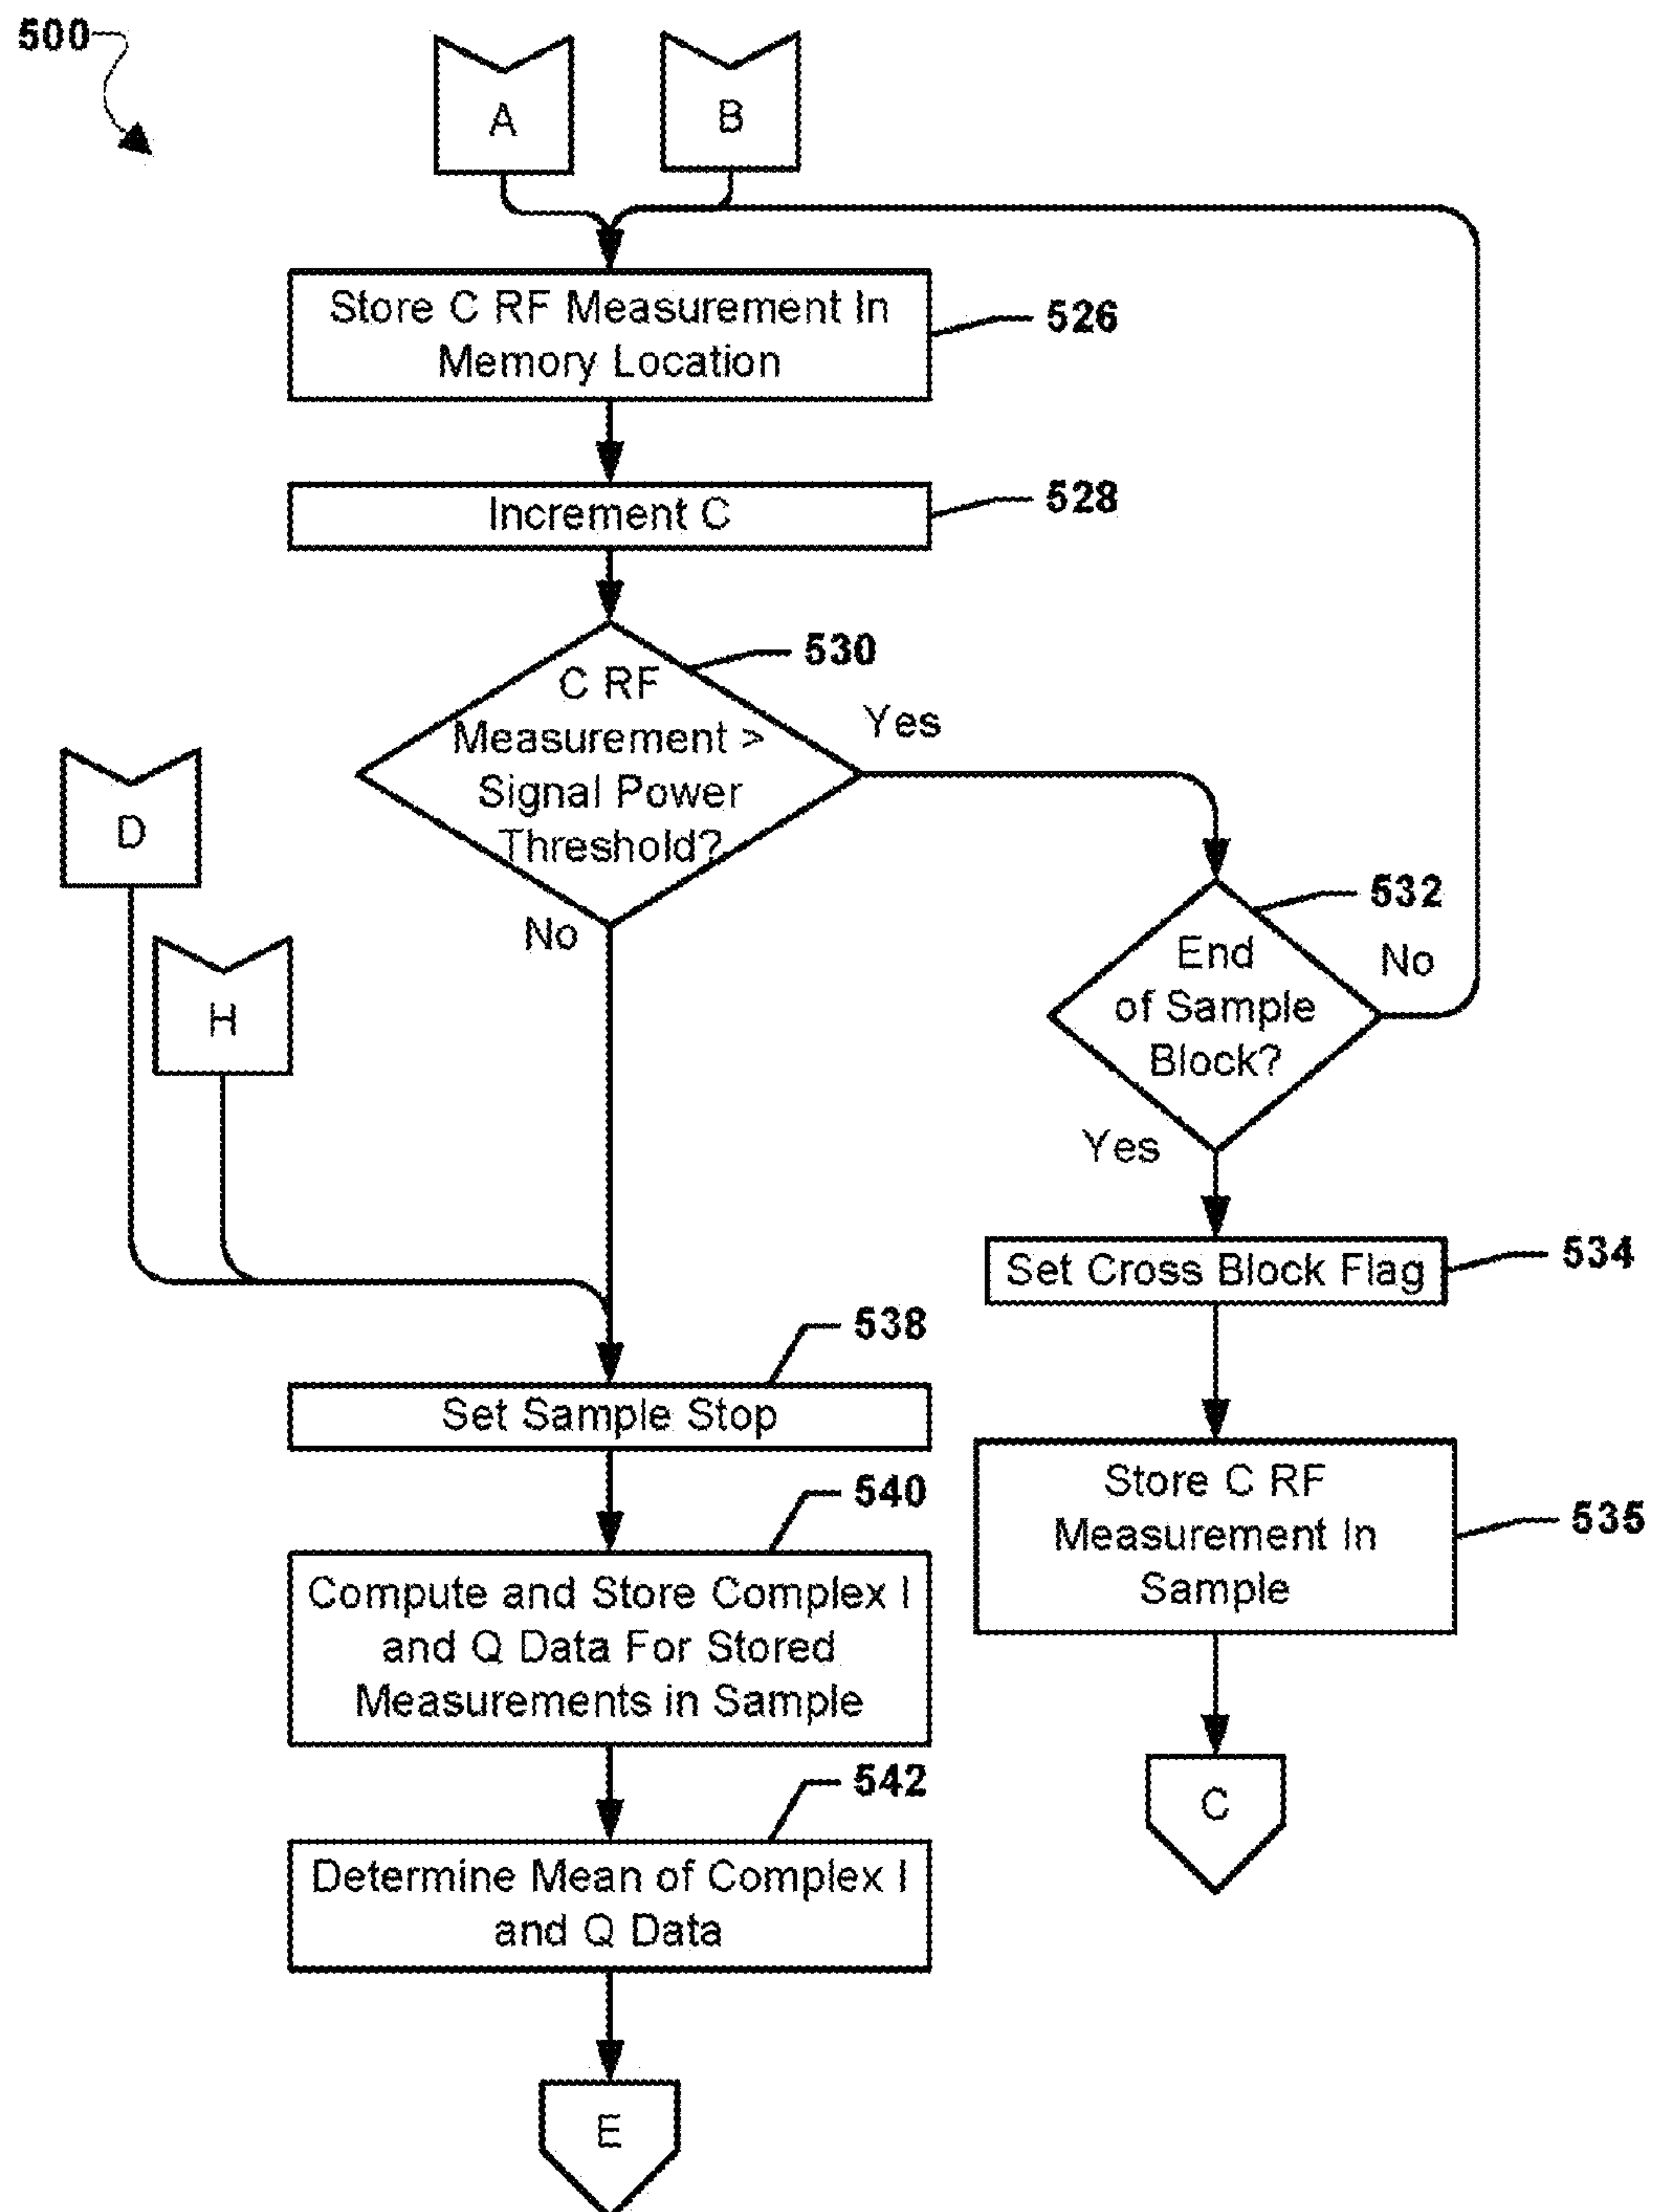 500
A
B
Store C RF Measurement In
Memory Location
526
Increment C
528
530
C RF
Measurement >
Signal Power
Threshold?
Yes
No
D
H
532
End
of Sample
Block?
No
Yes
Set Cross Block Flag
534
538
Set Sample Stop
Store C RF
Measurement In
Sample
535
540
Compute and Store Complex I
and Q Data For Stored
Measurements in Sample
C
542
Determine Mean of Complex I
and Q Data
E